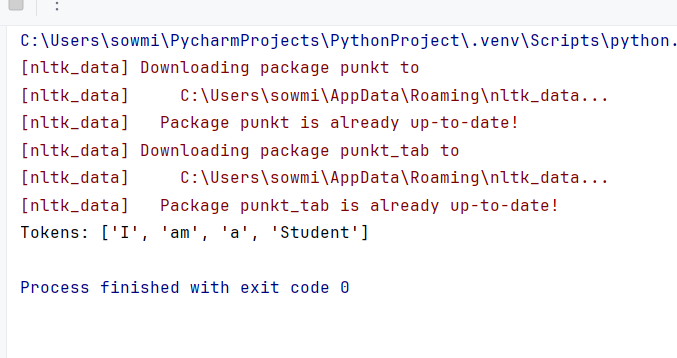 C:\Users\sowmi\PycharmProjects\PythonProject\.venv\Scripts\python.
[nltk_data] Downloading package punkt to
[nltk_data]     C:\Users\sowmi\AppData\Roaming\nltk_data...
[nltk_data]   Package punkt is already up-to-date!
[nltk_data] Downloading package punkt_tab to
[nltk_data]     C:\Users\sowmi\AppData\Roaming\nltk_data...
[nltk_data]   Package punkt_tab is already up-to-date!
Tokens: ['I', 'am', 'a', 'Student']
Process finished with exit code 0